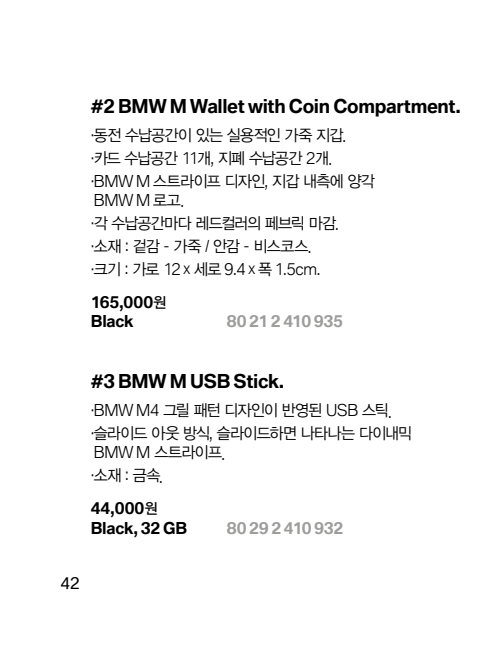 #2 BMW M Wallet with Coin Compartment.
·동전 수납공간이 있는 실용적인 가죽 지갑.
·카드 수납공간 11개, 지폐 수납공간 2개.
·BMW M 스트라이프 디자인, 지갑 내측에 양각
BMW M 로고.
·각 수납공간마다 레드컬러의 페브릭 마감.
·소재 : 겉감 - 가죽 / 안감 - 비스코스.
·크기 : 가로 12 x 세로 9.4 x 폭 1.5cm.
165,000원
Black 80 21 2 410 935
#3 BMW M USB Stick.
·BMW M4 그릴 패턴 디자인이 반영된 USB 스틱.
·슬라이드 아웃 방식, 슬라이드하면 나타나는 다이내믹
BMW M 스트라이프.
·소재 : 금속.
44,000원
Black, 32 GB 80 29 2 410 932
42